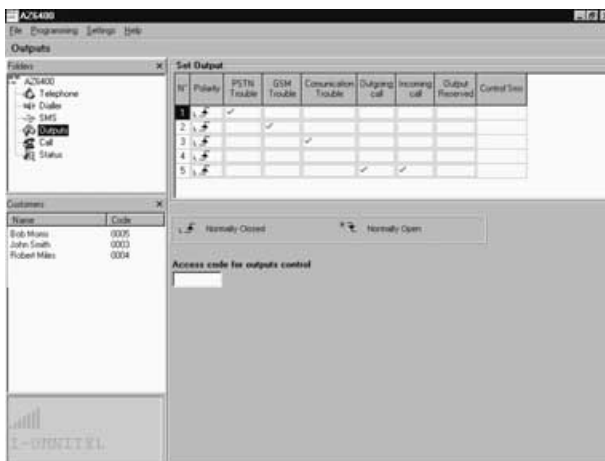 AZ6400
File Programming Settings Help
Outputs
Folders
AZ6400
Telephone
Dialler
SMS
Outputs
Call
Status
Customers
Name Code
Bob Morris 0005
John Smith 0003
Robert Miles 0004
I-OMNITEL
Set Output
N° Polarity PSTN Trouble GSM Trouble Comunication Trouble Outgoing call Incoming call Output Reserved Control Sms
1
2
3
4
5
Normally Closed Normally Open
Access code for outputs control